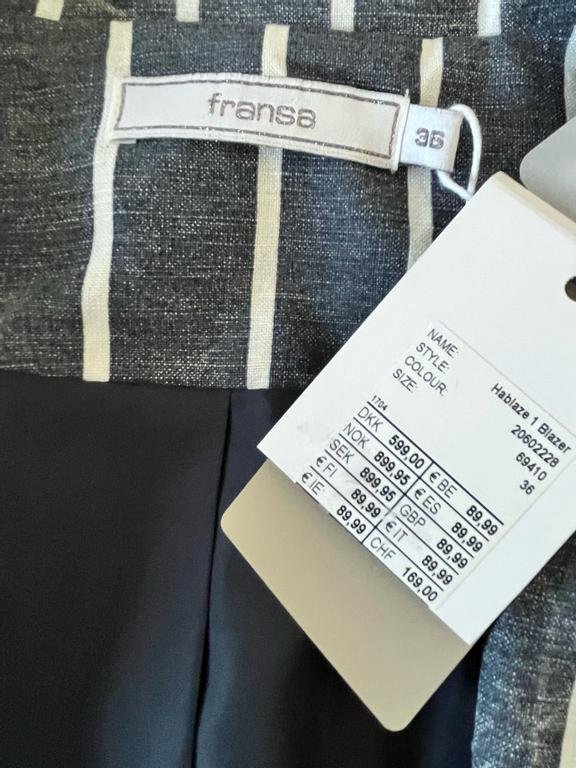 fransa
36
NAME: Hablaze 1 Blazer
STYLE: 20602228
COLOUR: 69410
SIZE: 36
1704
DKK 599,00 € BE 89,99
NOK 899,95 € ES 89,99
SEK 899,95 GBP 89,99
€ FI 89,99 € IT 89,99
€ IE 89,99 CHF 169,00